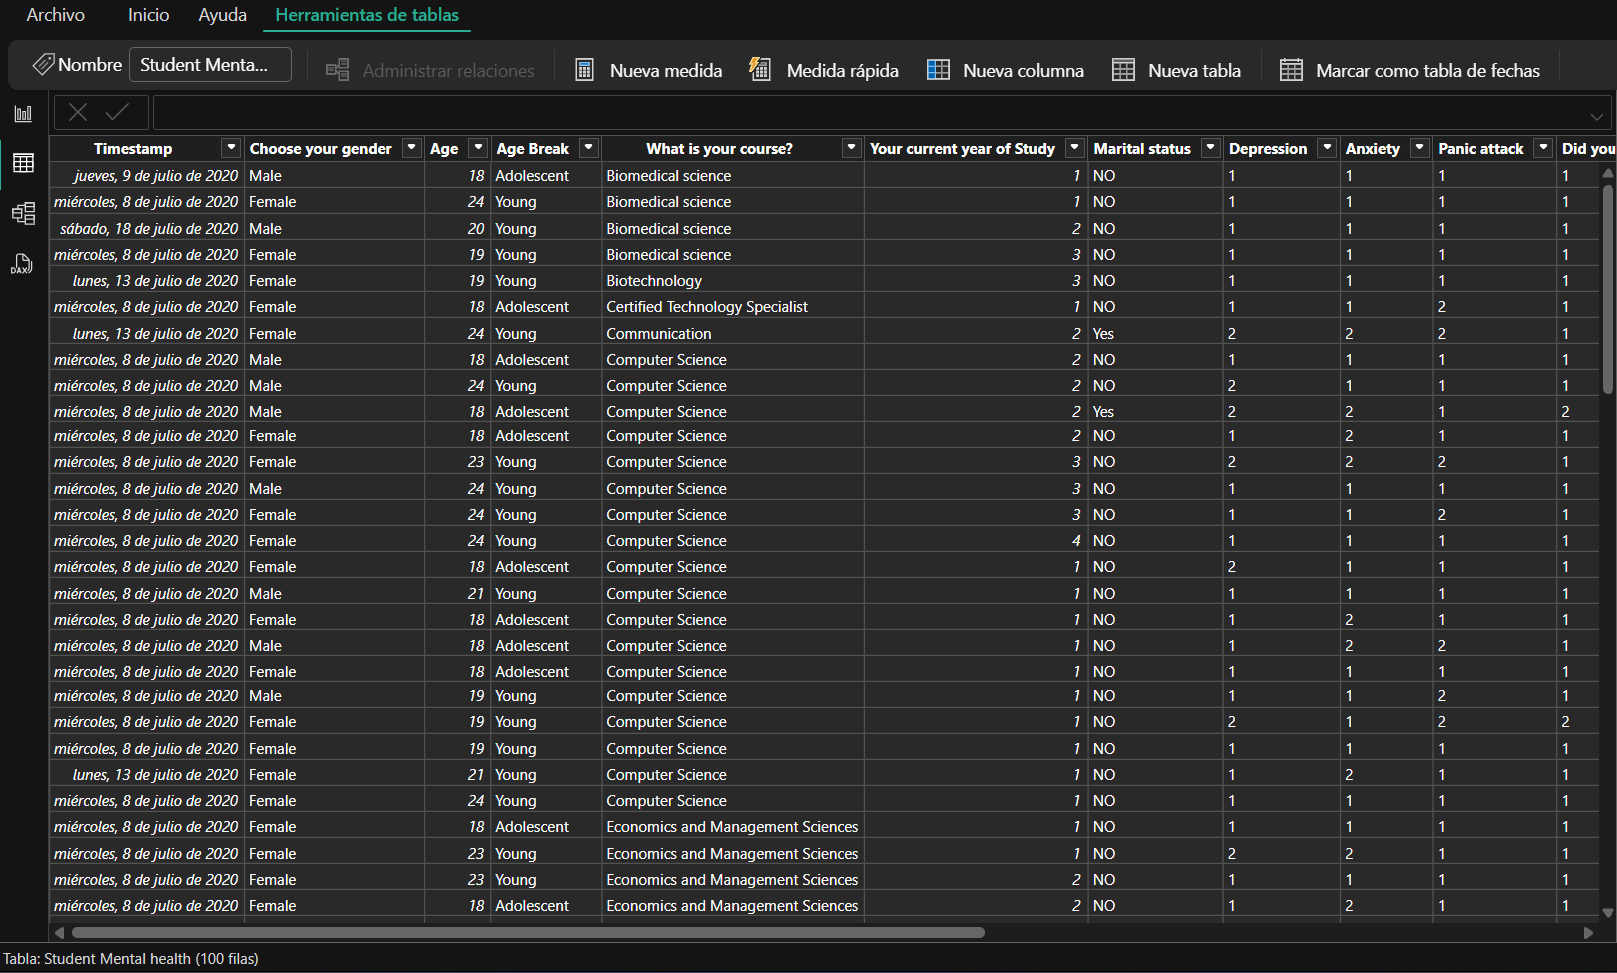 Archivo Inicio Ayuda Herramientas de tablas
Nombre Student Menta... Administrar relaciones Nueva medida Medida rápida Nueva columna Nueva tabla Marcar como tabla de fechas
DAX
Timestamp Choose your gender Age Age Break What is your course? Your current year of Study Marital status Depression Anxiety Panic attack Did you
jueves, 9 de julio de 2020 Male 18 Adolescent Biomedical science 1 NO 1 1 1 1
miércoles, 8 de julio de 2020 Female 24 Young Biomedical science 1 NO 1 1 1 1
sábado, 18 de julio de 2020 Male 20 Young Biomedical science 2 NO 1 1 1 1
miércoles, 8 de julio de 2020 Female 19 Young Biomedical science 3 NO 1 1 1 1
lunes, 13 de julio de 2020 Female 19 Young Biotechnology 3 NO 1 1 1 1
miércoles, 8 de julio de 2020 Female 18 Adolescent Certified Technology Specialist 1 NO 1 1 2 1
lunes, 13 de julio de 2020 Female 24 Young Communication 2 Yes 2 2 2 1
miércoles, 8 de julio de 2020 Male 18 Adolescent Computer Science 2 NO 1 1 1 1
miércoles, 8 de julio de 2020 Male 24 Young Computer Science 2 NO 2 1 1 1
miércoles, 8 de julio de 2020 Male 18 Adolescent Computer Science 2 Yes 2 2 1 2
miércoles, 8 de julio de 2020 Female 18 Adolescent Computer Science 2 NO 1 2 1 1
miércoles, 8 de julio de 2020 Female 23 Young Computer Science 3 NO 2 2 2 1
miércoles, 8 de julio de 2020 Male 24 Young Computer Science 3 NO 1 1 1 1
miércoles, 8 de julio de 2020 Female 24 Young Computer Science 3 NO 1 1 2 1
miércoles, 8 de julio de 2020 Female 24 Young Computer Science 4 NO 1 1 1 1
miércoles, 8 de julio de 2020 Female 18 Adolescent Computer Science 1 NO 2 1 1 1
miércoles, 8 de julio de 2020 Male 21 Young Computer Science 1 NO 1 1 1 1
miércoles, 8 de julio de 2020 Female 18 Adolescent Computer Science 1 NO 1 2 1 1
miércoles, 8 de julio de 2020 Male 18 Adolescent Computer Science 1 NO 1 2 2 1
miércoles, 8 de julio de 2020 Female 18 Adolescent Computer Science 1 NO 1 1 1 1
miércoles, 8 de julio de 2020 Male 19 Young Computer Science 1 NO 1 1 2 1
miércoles, 8 de julio de 2020 Female 19 Young Computer Science 1 NO 2 1 2 2
miércoles, 8 de julio de 2020 Female 19 Young Computer Science 1 NO 1 1 1 1
lunes, 13 de julio de 2020 Female 21 Young Computer Science 1 NO 1 2 1 1
miércoles, 8 de julio de 2020 Female 24 Young Computer Science 1 NO 1 1 1 1
miércoles, 8 de julio de 2020 Female 18 Adolescent Economics and Management Sciences 1 NO 1 1 1 1
miércoles, 8 de julio de 2020 Female 23 Young Economics and Management Sciences 1 NO 2 2 1 1
miércoles, 8 de julio de 2020 Female 23 Young Economics and Management Sciences 2 NO 1 1 1 1
miércoles, 8 de julio de 2020 Female 18 Adolescent Economics and Management Sciences 2 NO 1 2 1 1
Tabla: Student Mental health (100 filas)